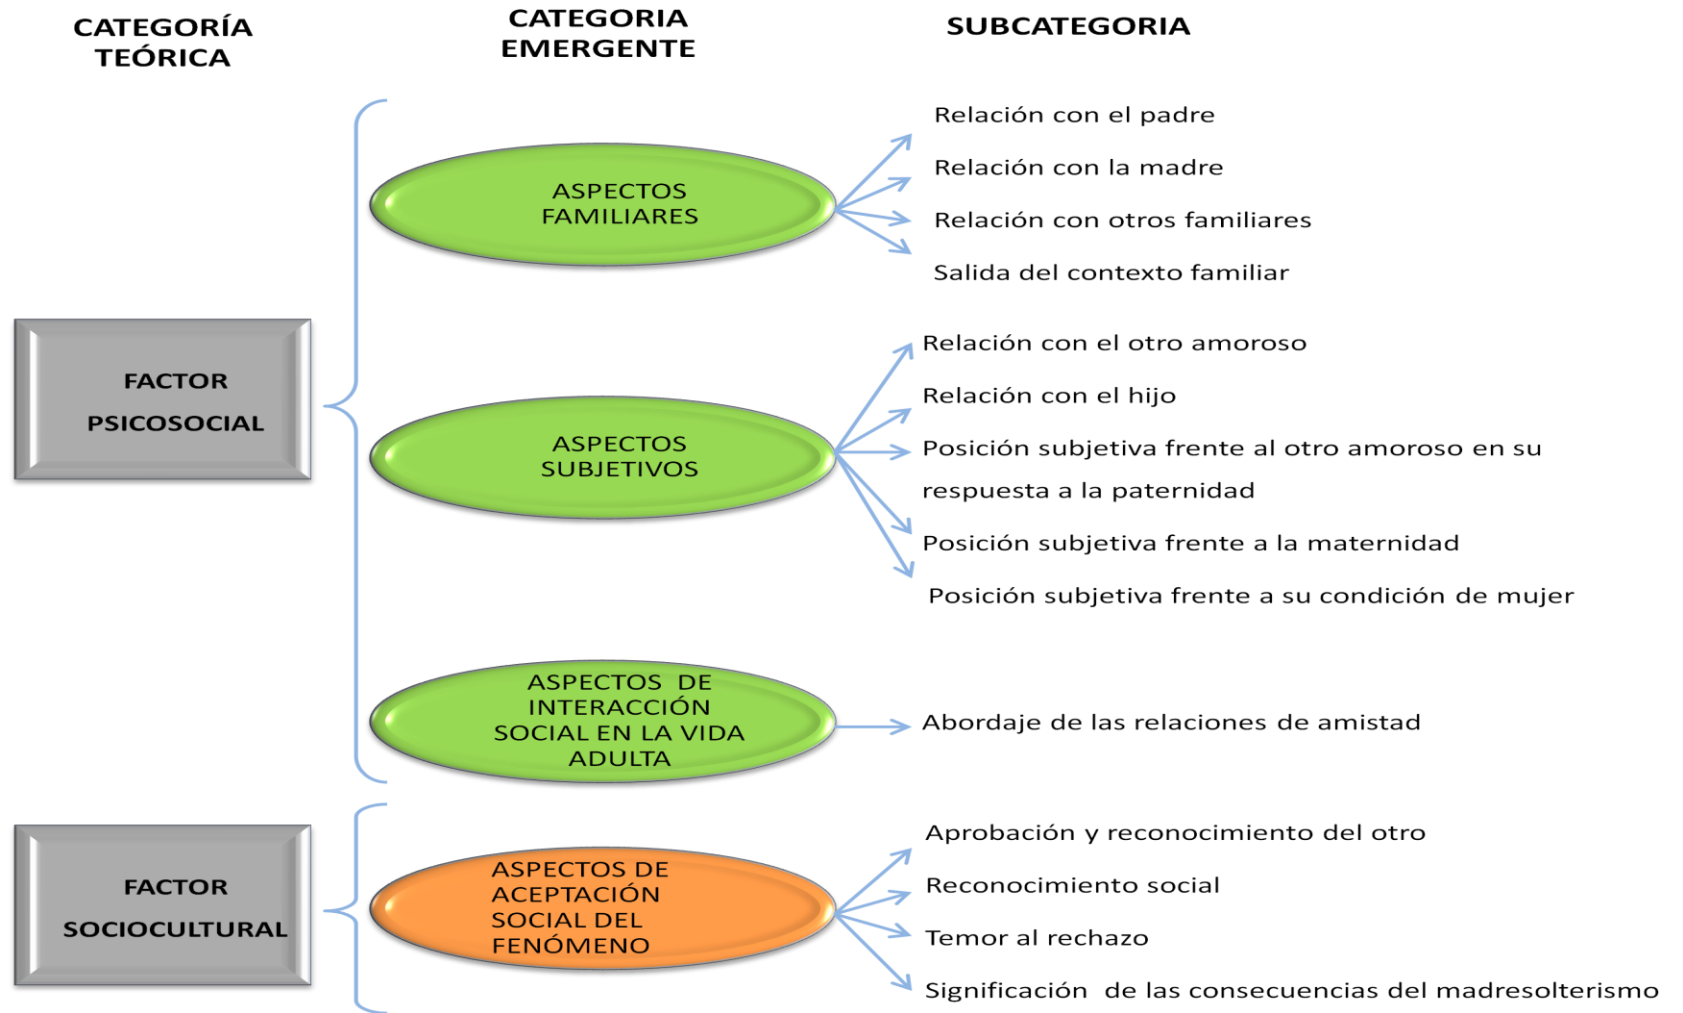 CATEGORÍA
TEÓRICA
CATEGORIA
EMERGENTE
SUBCATEGORIA
FACTOR
PSICOSOCIAL
ASPECTOS
FAMILIARES
Relación con el padre
Relación con la madre
Relación con otros familiares
Salida del contexto familiar
ASPECTOS
SUBJETIVOS
Relación con el otro amoroso
Relación con el hijo
Posición subjetiva frente al otro amoroso en su
respuesta a la paternidad
Posición subjetiva frente a la maternidad
Posición subjetiva frente a su condición de mujer
ASPECTOS DE
INTERACCIÓN
SOCIAL EN LA VIDA
ADULTA
Abordaje de las relaciones de amistad
FACTOR
SOCIOCULTURAL
ASPECTOS DE
ACEPTACIÓN
SOCIAL DEL
FENÓMENO
Aprobación y reconocimiento del otro
Reconocimiento social
Temor al rechazo
Significación de las consecuencias del madresolterismo